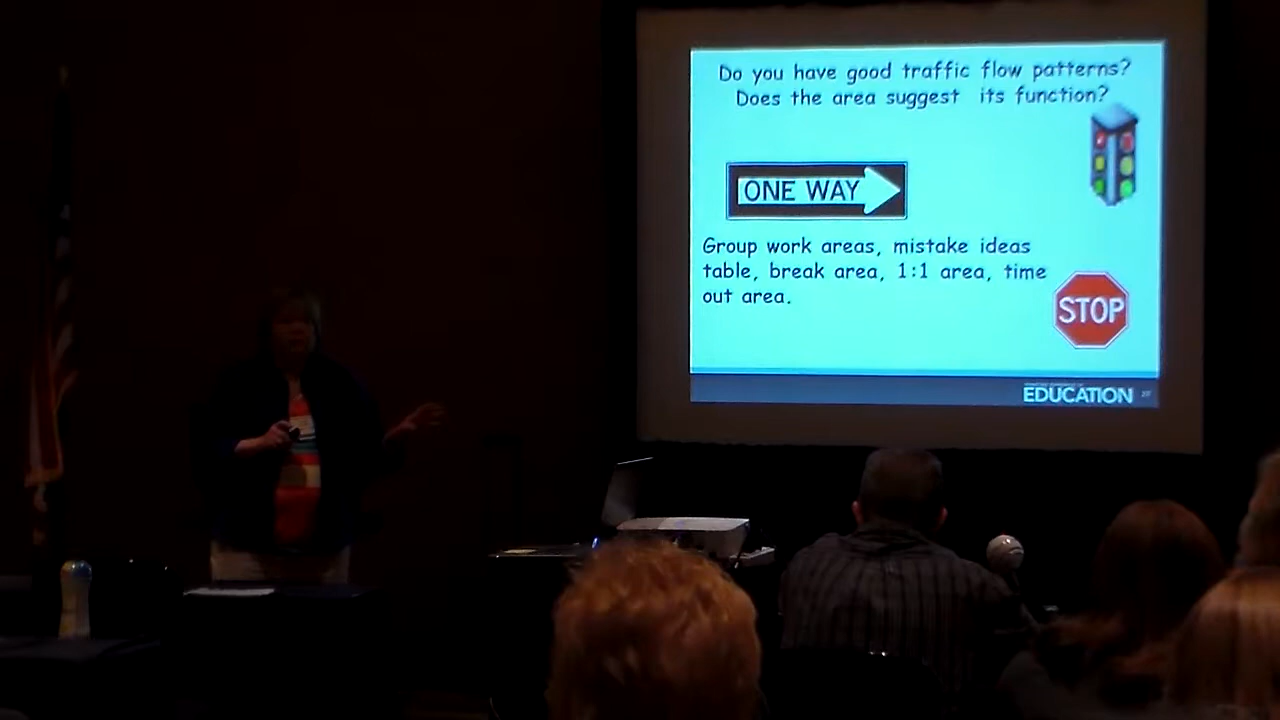 Do you have good traffic flow patterns?
Does the area suggest its function?
ONE WAY
Group work areas, mistake ideas
table, break area, 1:1 area, time
out area.
STOP
EDUCATION